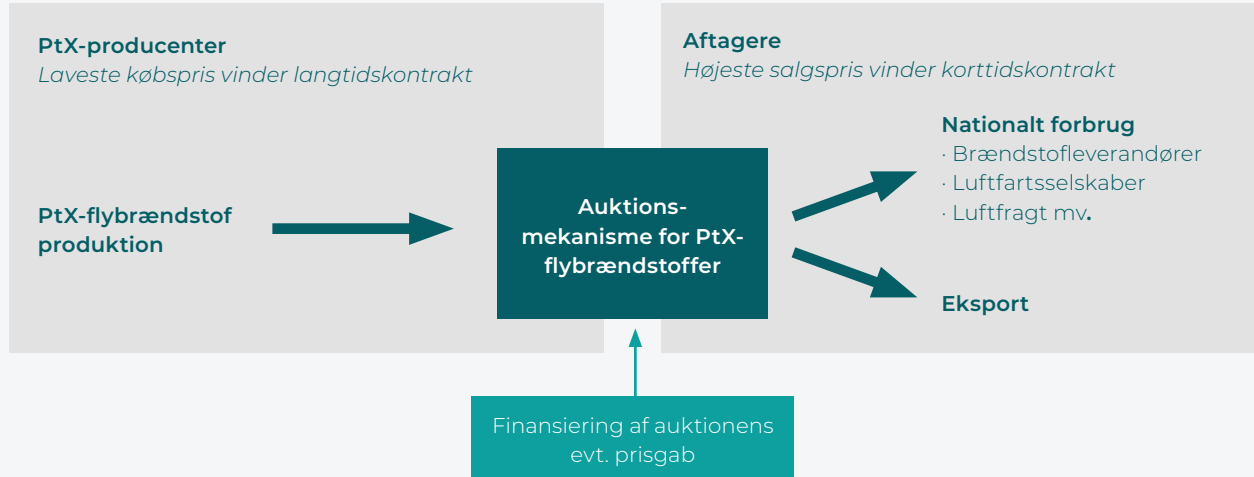 PtX-producenter
Laveste købspris vinder langtidskontrakt
PtX-flybrændstof
produktion
Auktions-
mekanisme for PtX-
flybrændstoffer
Aftagere
Højeste salgspris vinder korttidskontrakt
Nationalt forbrug
· Brændstofleverandører
· Luftfartsselskaber
· Luftfragt mv.
Eksport
Finansiering af auktionens
evt. prisgab